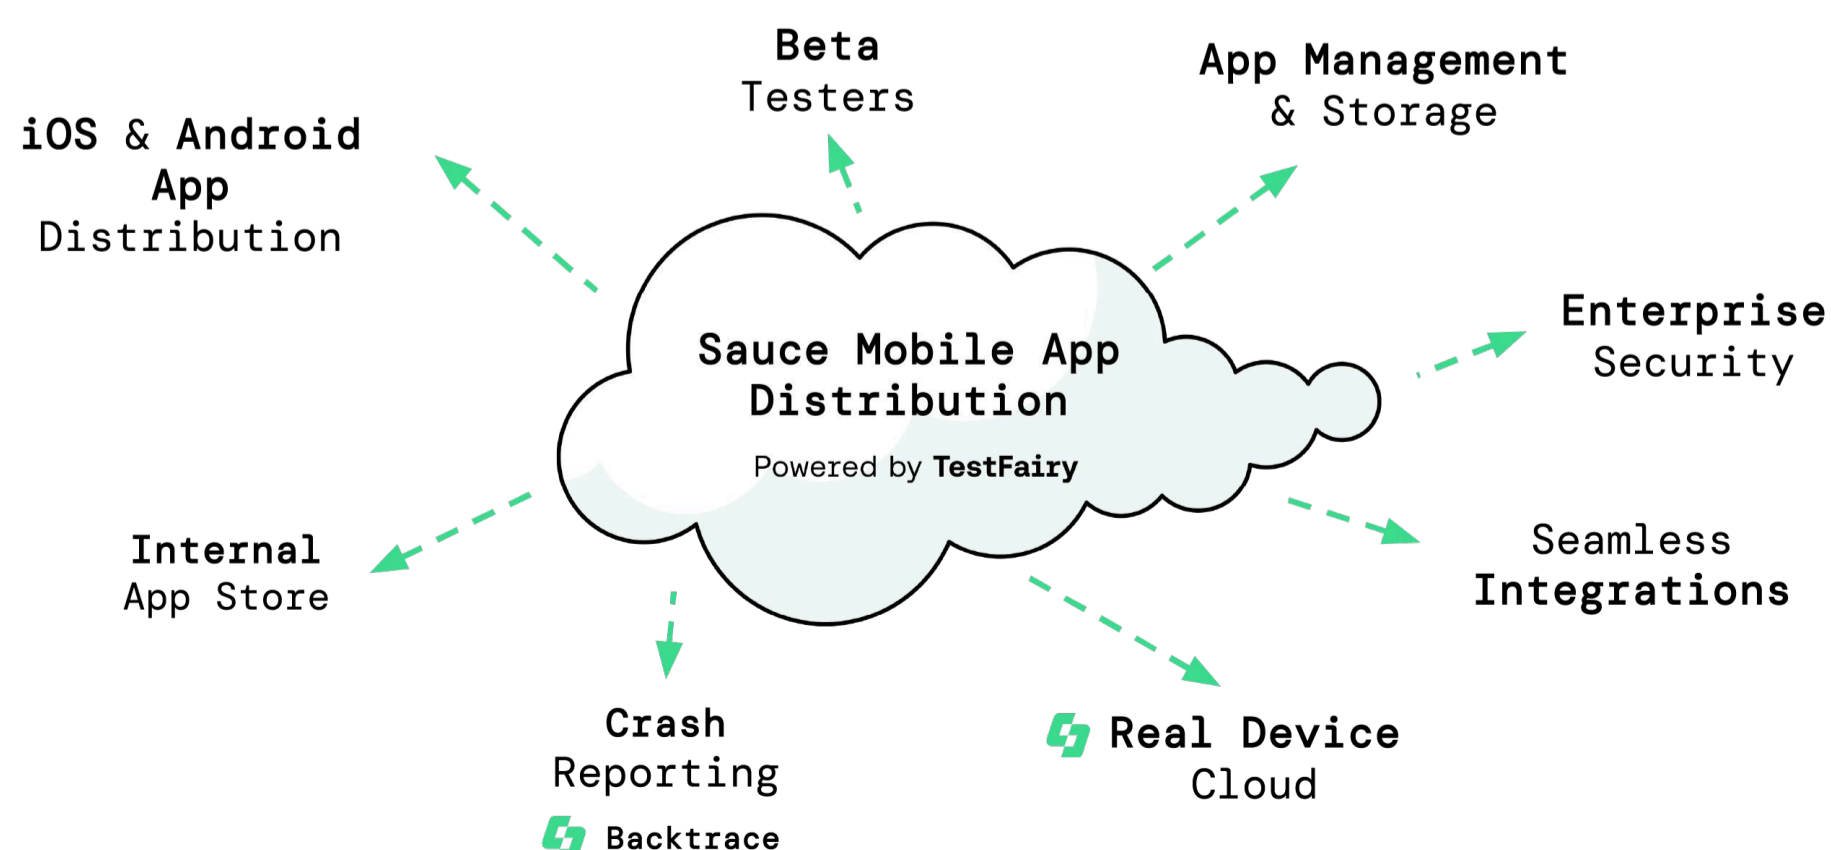 Beta
Testers
App Management
& Storage
iOS & Android
App
Distribution
Enterprise
Security
Sauce Mobile App
Distribution
Powered by TestFairy
Internal
App Store
Seamless
Integrations
Crash
Reporting
Backtrace
Real Device
Cloud